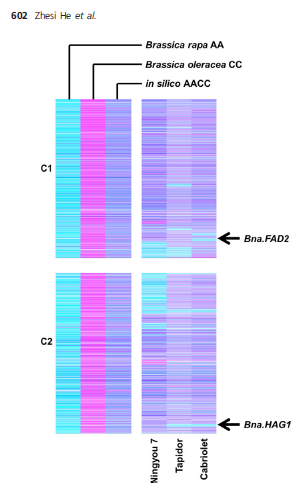 602 Zhesi He et al.
Brassica rapa AA
Brassica oleracea CC
in silico AACC
C1
Bna.FAD2
C2
Bna.HAG1
Ningyou 7
Tapidor
Cabriolet